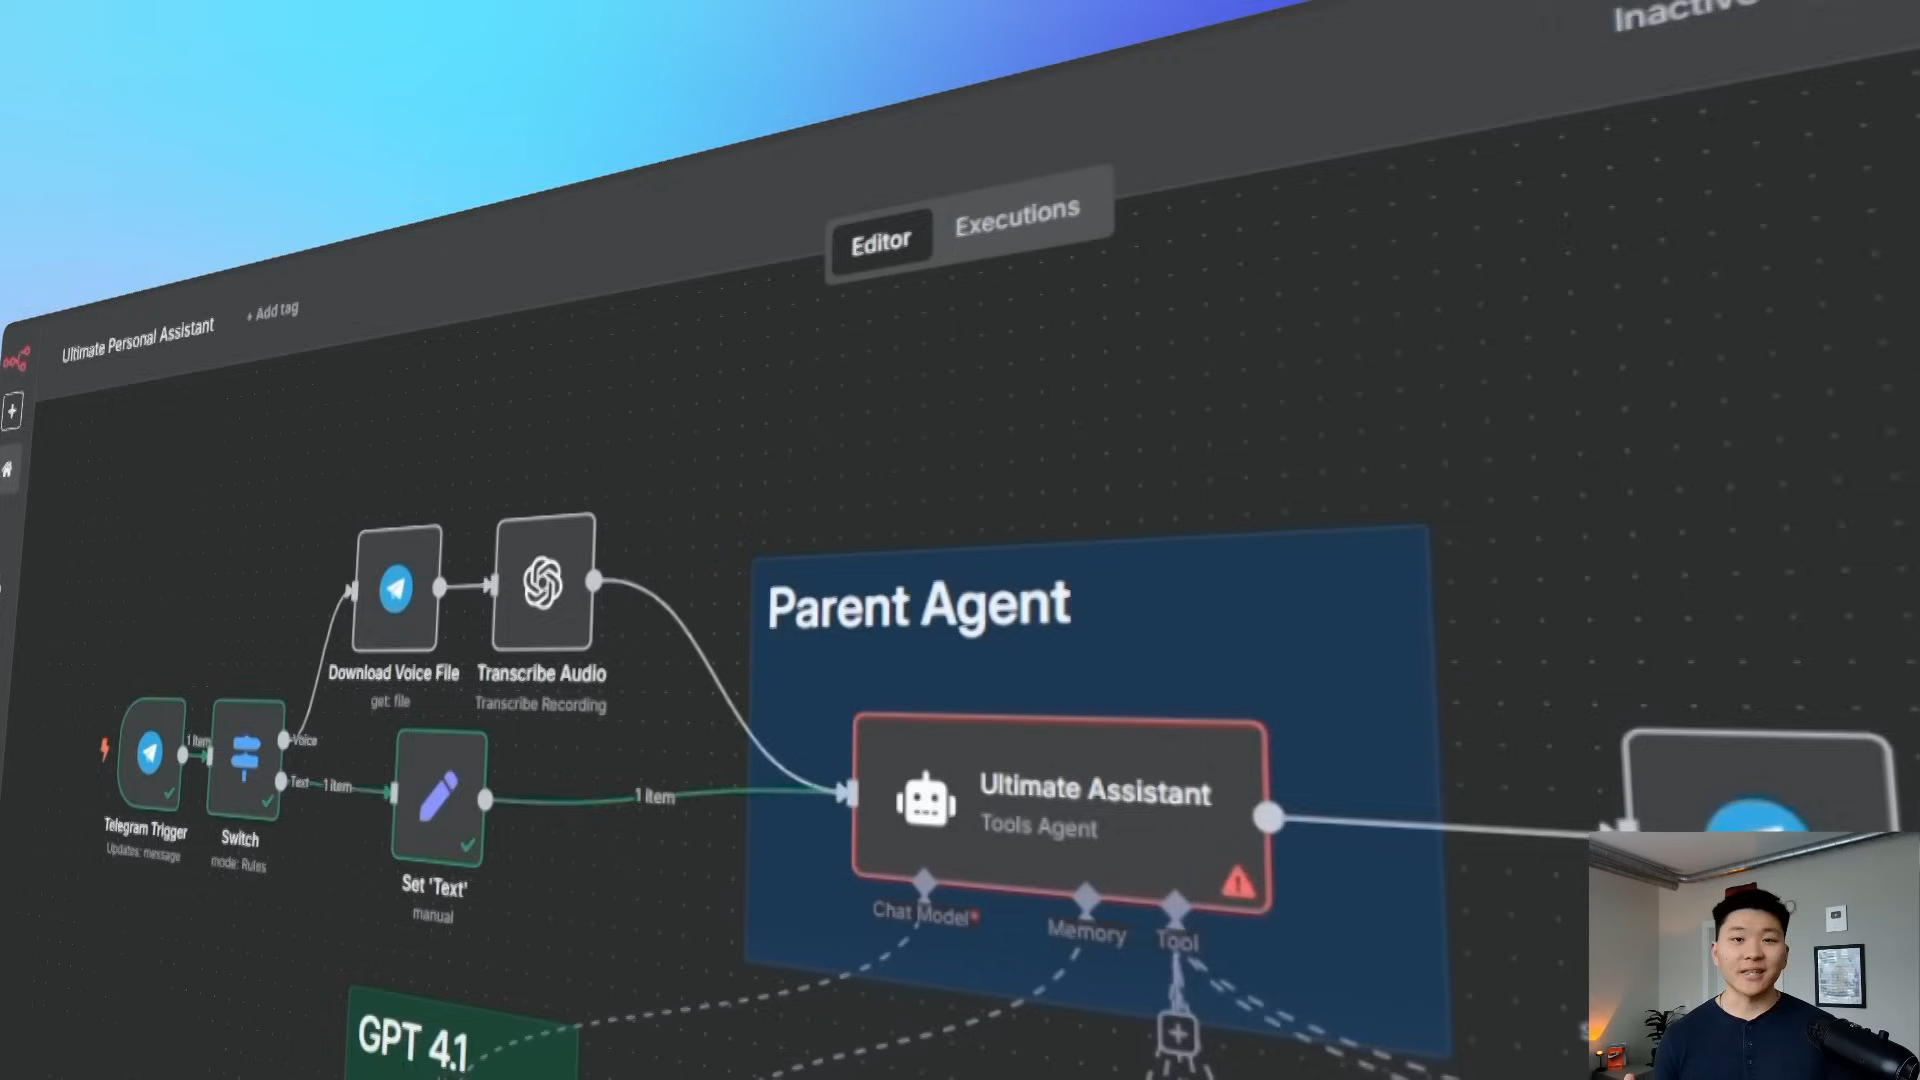 Inactive
Editor
Executions
Ultimate Personal Assistant
+ Add tag
Parent Agent
Download Voice File
get: file
Transcribe Audio
Transcribe Recording
1 item
Voice
Text
1 item
1 item
Telegram Trigger
Updates: message
Switch
mode: Rules
Set 'Text'
manual
Ultimate Assistant
Tools Agent
Chat Model*
Memory
Tool
GPT 4.1